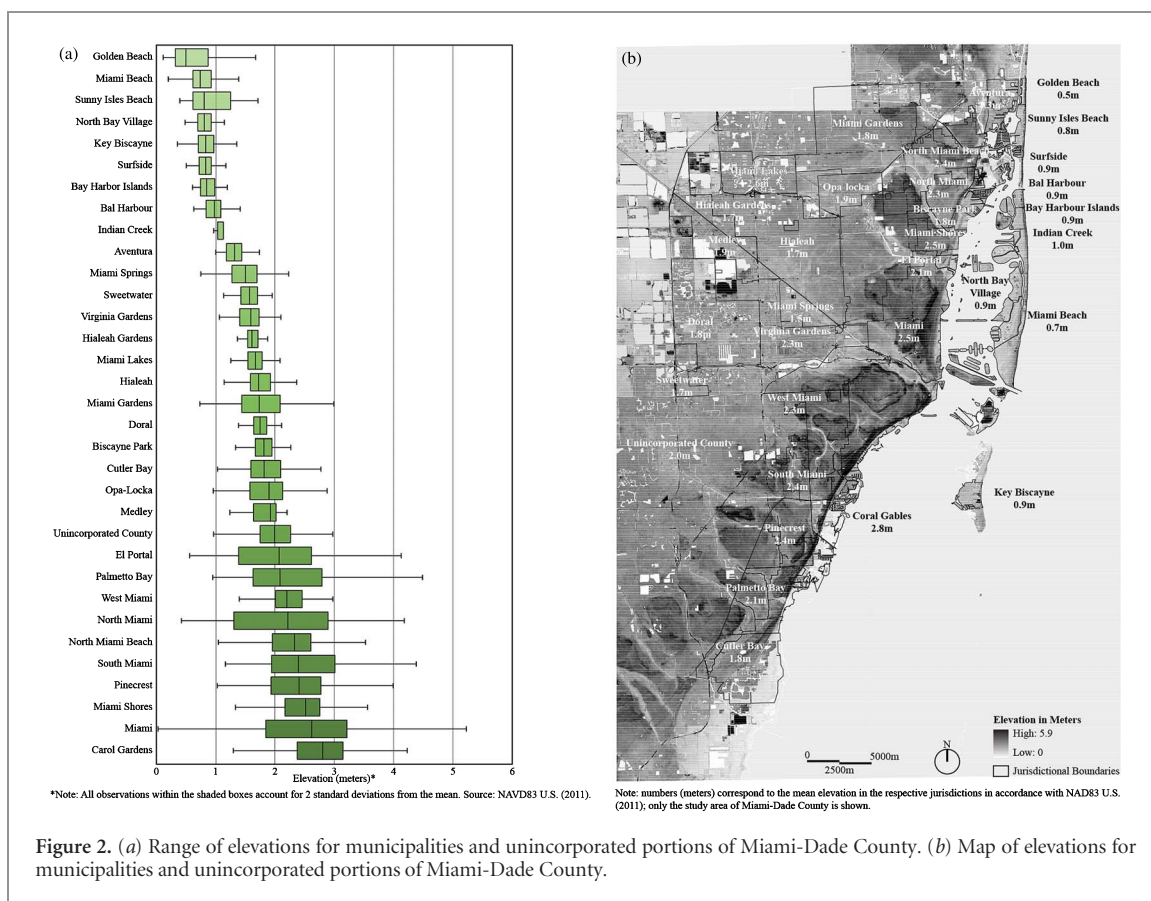 (a)
Golden Beach
Miami Beach
Sunny Isles Beach
North Bay Village
Key Biscayne
Surfside
Bay Harbor Islands
Bal Harbour
Indian Creek
Aventura
Miami Springs
Sweetwater
Virginia Gardens
Hialeah Gardens
Miami Lakes
Hialeah
Miami Gardens
Doral
Biscayne Park
Cutler Bay
Opa-Locka
Medley
Unincorporated County
El Portal
Palmetto Bay
West Miami
North Miami
North Miami Beach
South Miami
Pinecrest
Miami Shores
Miami
Carol Gardens
0 1 2 3 4 5 6
Elevation (meters)*
*Note: All observations within the shaded boxes account for 2 standard deviations from the mean. Source: NAVD83 U.S. (2011).
(b)
Aventura
Golden Beach
0.5m
Miami Gardens
1.8m
Sunny Isles Beach
0.8m
North Miami Beach
2.4m
Surfside
0.9m
Miami Lakes
North Miami
2.3m
Opa locka
1.9m
Bal Harbour
0.9m
Hialeah Gardens
1.7m
Biscayne Park
1.8m
Bay Harbour Islands
0.9m
Medley
Hialeah
1.7m
Miami-Shores
2.5m
Indian Creek
1.0m
El Portal
2.1m
North Bay
Village
0.9m
Miami Springs
1.5m
Doral
Virginia Gardens
2.3m
Miami
2.5m
Miami Beach
0.7m
Sweetwater
1.7m
West Miami
2.3m
Unincorporated County
2.0m
South Miami
2.4m
Key Biscayne
0.9m
Coral Gables
2.8m
Pinecrest
2.4m
Palmetto Bay
2.1m
Cutler Bay
1.8m
Elevation in Meters
High: 5.9
Low: 0
Jurisdictional Boundaries
N
0 5000m
2500m
Note: numbers (meters) correspond to the mean elevation in the respective jurisdictions in accordance with NAD83 U.S.
(2011); only the study area of Miami-Dade County is shown.
Figure 2. (a) Range of elevations for municipalities and unincorporated portions of Miami-Dade County. (b) Map of elevations for
municipalities and unincorporated portions of Miami-Dade County.